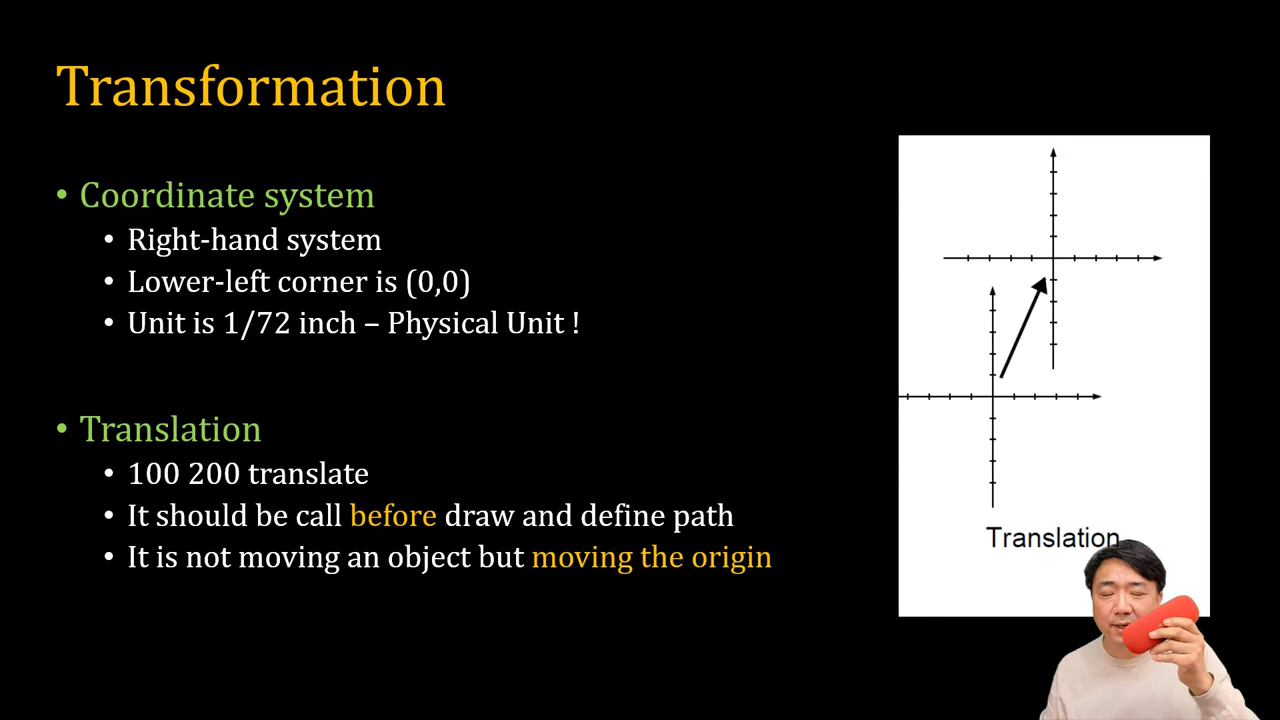 Transformation
• Coordinate system
• Right-hand system
• Lower-left corner is (0,0)
• Unit is 1/72 inch – Physical Unit !
• Translation
• 100 200 translate
• It should be call before draw and define path
• It is not moving an object but moving the origin
Translation